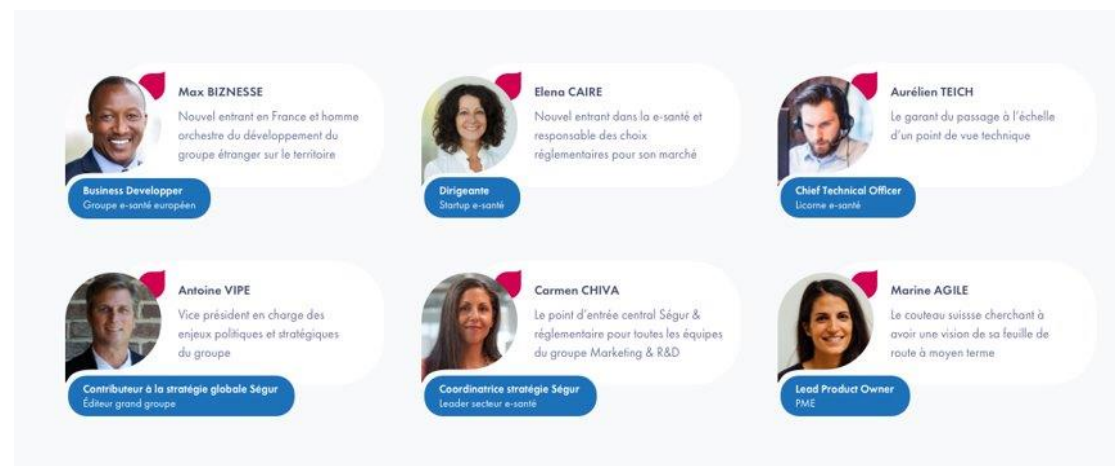 Max BIZNESSE
Nouvel entrant en France et homme
orchestre du développement du
groupe étranger sur le territoire
Business Developper
Groupe e-santé européen
Elena CAIRE
Nouvel entrant dans la e-santé et
responsable des choix
réglementaires pour son marché
Dirigeante
Startup e-santé
Aurélien TEICH
Le garant du passage à l'échelle
d'un point de vue technique
Chief Technical Officer
Licorne e-santé
Antoine VIPE
Vice président en charge des
enjeux politiques et stratégiques
du groupe
Contributeur à la stratégie globale Ségur
Éditeur grand groupe
Carmen CHIVA
Le point d'entrée central Ségur &
réglementaire pour toutes les équipes
du groupe Marketing & R&D
Coordinatrice stratégie Ségur
Leader secteur e-santé
Marine AGILE
Le couteau suissse cherchant à
avoir une vision de sa feuille de
route à moyen terme
Lead Product Owner
PME